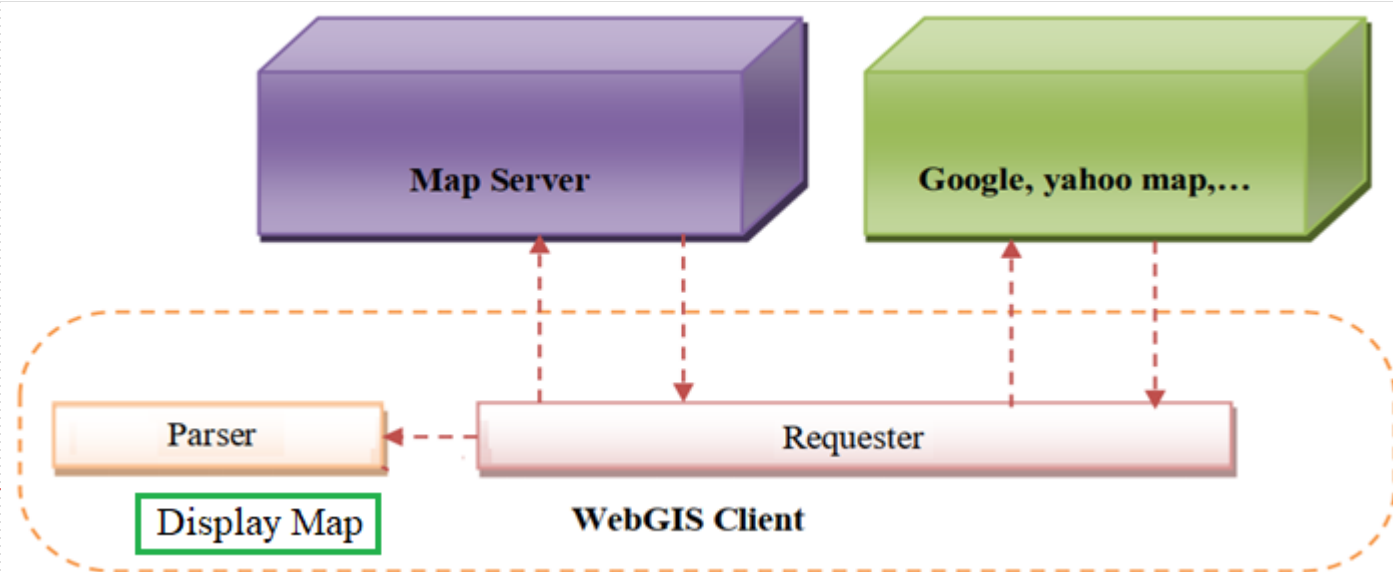 Map Server
Google, yahoo map,...
Parser
Requester
Display Map
WebGIS Client